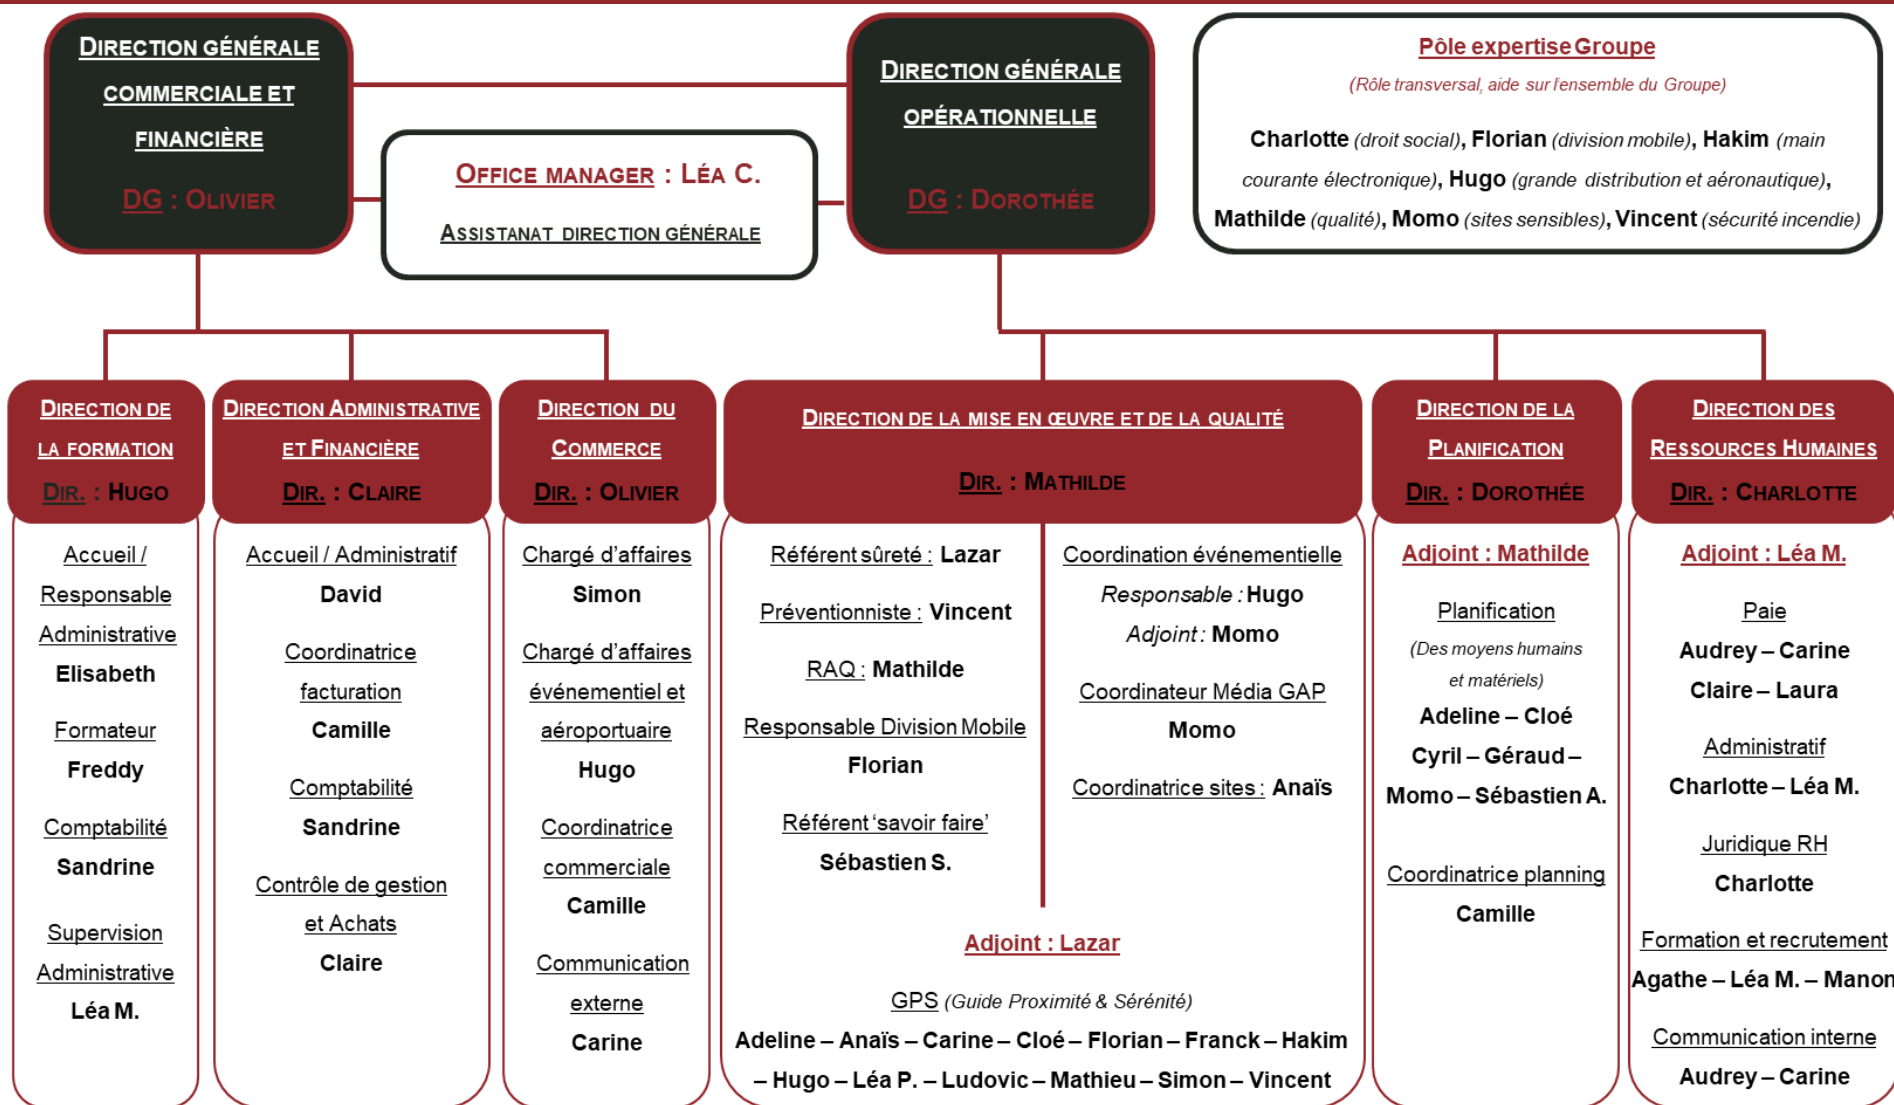 DIRECTION GÉNÉRALE
COMMERCIALE ET
FINANCIÈRE
DG : OLIVIER
OFFICE MANAGER : LÉA C.
ASSISTANAT DIRECTION GÉNÉRALE
DIRECTION GÉNÉRALE
OPÉRATIONNELLE
DG : DOROTHÉE
Pôle expertise Groupe
(Rôle transversal, aide sur l'ensemble du Groupe)
Charlotte (droit social), Florian (division mobile), Hakim (main
courante électronique), Hugo (grande distribution et aéronautique),
Mathilde (qualité), Momo (sites sensibles), Vincent (sécurité incendie)
DIRECTION DE
LA FORMATION
DIR. : HUGO
Accueil /
Responsable
Administrative
Elisabeth
Formateur
Freddy
Comptabilité
Sandrine
Supervision
Administrative
Léa M.
DIRECTION ADMINISTRATIVE
ET FINANCIÈRE
DIR. : CLAIRE
Accueil / Administratif
David
Coordinatrice
facturation
Camille
Comptabilité
Sandrine
Contrôle de gestion
et Achats
Claire
DIRECTION DU
COMMERCE
DIR. : OLIVIER
Chargé d'affaires
Simon
Chargé d'affaires
événementiel et
aéroportuaire
Hugo
Coordinatrice
commerciale
Camille
Communication
externe
Carine
DIRECTION DE LA MISE EN ŒUVRE ET DE LA QUALITÉ
DIR. : MATHILDE
Référent sûreté : Lazar
Préventionniste : Vincent
RAQ : Mathilde
Responsable Division Mobile
Florian
Référent 'savoir faire'
Sébastien S.
Coordination événementielle
Responsable : Hugo
Adjoint : Momo
Coordinateur Média GAP
Momo
Coordinatrice sites : Anaïs
Adjoint : Lazar
GPS (Guide Proximité & Sérénité)
Adeline – Anaïs – Carine – Cloé – Florian – Franck – Hakim
– Hugo – Léa P. – Ludovic – Mathieu – Simon – Vincent
DIRECTION DE LA
PLANIFICATION
DIR. : DOROTHÉE
Adjoint : Mathilde
Planification
(Des moyens humains
et matériels)
Adeline – Cloé
Cyril – Géraud –
Momo – Sébastien A.
Coordinatrice planning
Camille
DIRECTION DES
RESSOURCES HUMAINES
DIR. : CHARLOTTE
Adjoint : Léa M.
Paie
Audrey – Carine
Claire – Laura
Administratif
Charlotte – Léa M.
Juridique RH
Charlotte
Formation et recrutement
Agathe – Léa M. – Manon
Communication interne
Audrey – Carine